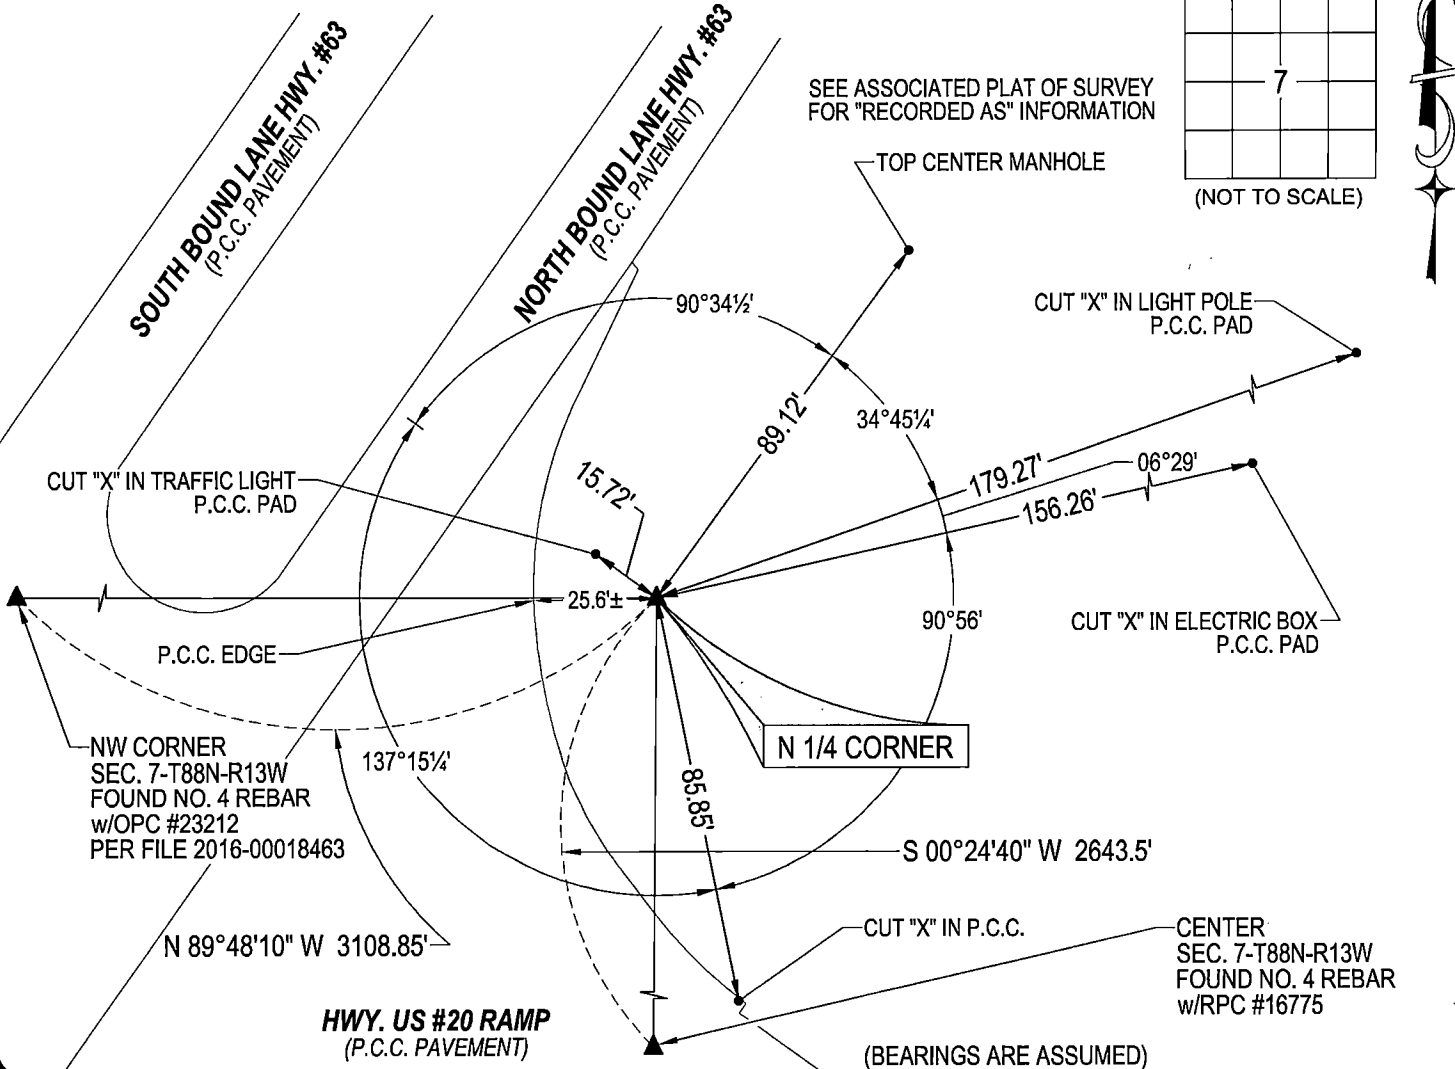 SOUTH BOUND LANE HWY. #63
(P.C.C. PAVEMENT)
NORTH BOUND LANE HWY. #63
(P.C.C. PAVEMENT)
SEE ASSOCIATED PLAT OF SURVEY
FOR "RECORDED AS" INFORMATION
7
(NOT TO SCALE)
TOP CENTER MANHOLE
90°34½'
CUT "X" IN LIGHT POLE
P.C.C. PAD
89.12'
34°45¼'
CUT "X" IN TRAFFIC LIGHT
P.C.C. PAD
15.72'
179.27'
06°29'
156.26'
25.6'±
90°56'
CUT "X" IN ELECTRIC BOX
P.C.C. PAD
P.C.C. EDGE
N 1/4 CORNER
NW CORNER
SEC. 7-T88N-R13W
FOUND NO. 4 REBAR
w/OPC #23212
PER FILE 2016-00018463
137°15¼'
85.85'
S 00°24'40" W 2643.5'
N 89°48'10" W 3108.85'
CUT "X" IN P.C.C.
CENTER
SEC. 7-T88N-R13W
FOUND NO. 4 REBAR
w/RPC #16775
HWY. US #20 RAMP
(P.C.C. PAVEMENT)
(BEARINGS ARE ASSUMED)